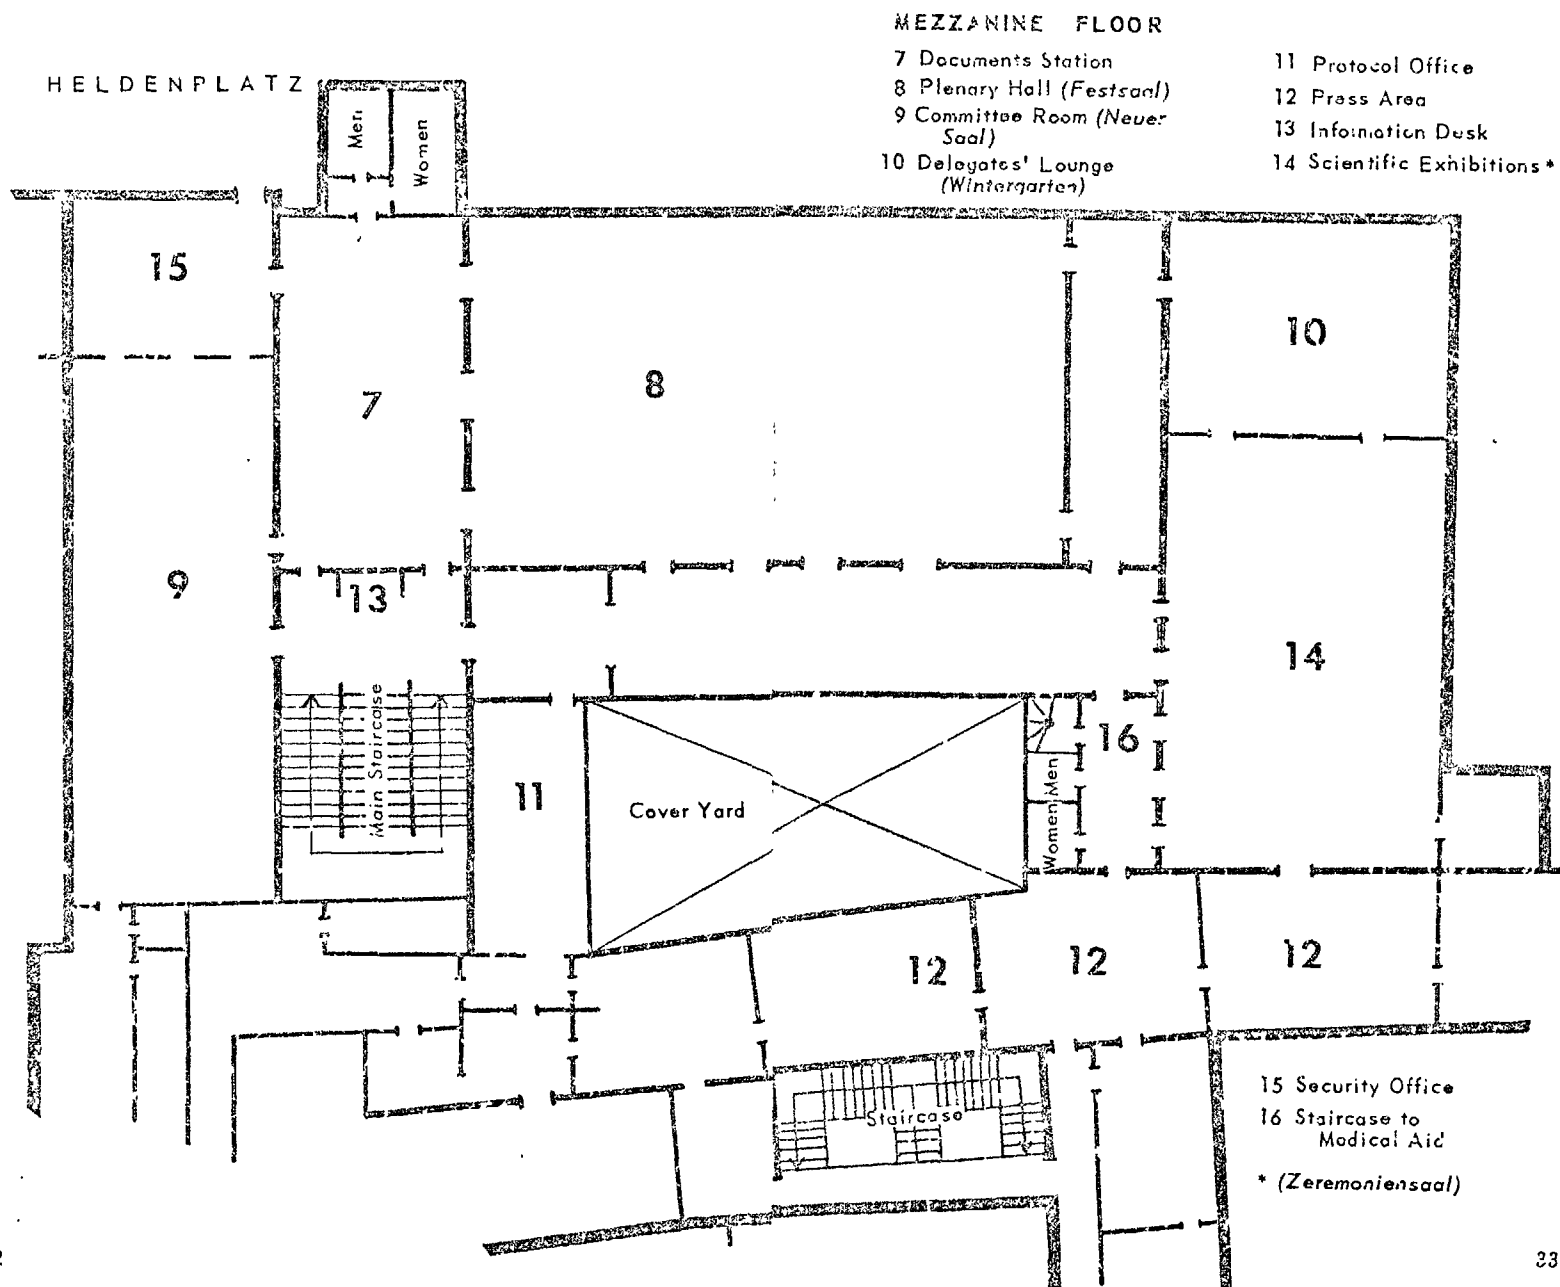 MEZZANINE FLOOR
HELDENPLATZ
7 Documents Station
8 Plenary Hall (Festsaal)
9 Committee Room (Neuer
Saal)
10 Delegates' Lounge
(Wintergarten)
11 Protocol Office
12 Press Area
13 Information Desk
14 Scientific Exhibitions*
Men
Women
15
10
7
8
9
13
14
Main Staircase
16
11
Cover Yard
Women Men
12
12
12
Staircase
15 Security Office
16 Staircase to
Medical Aid
* (Zeremoniensaal)
33